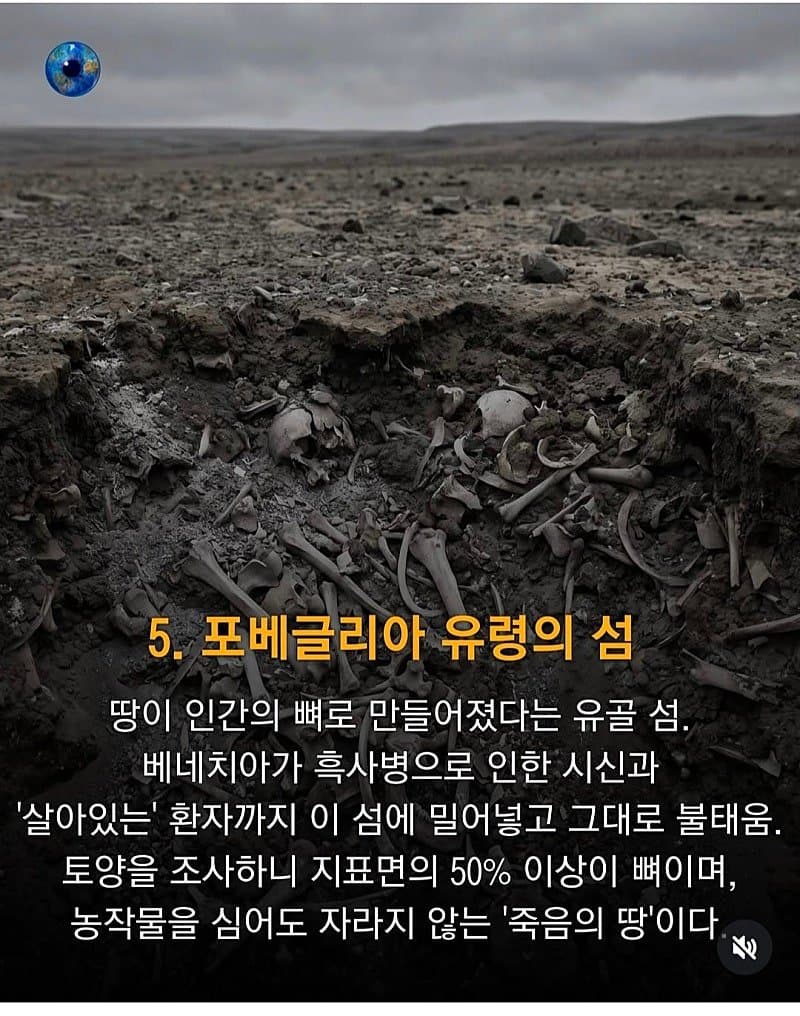 5. 포베글리아 유령의 섬
땅이 인간의 뼈로 만들어졌다는 유골 섬.
베네치아가 흑사병으로 인한 시신과
'살아있는' 환자까지 이 섬에 밀어넣고 그대로 불태움.
토양을 조사하니 지표면의 50% 이상이 뼈이며,
농작물을 심어도 자라지 않는 '죽음의 땅'이다.